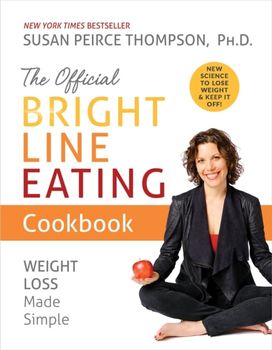 NEW YORK TIMES BESTSELLER
SUSAN PEIRCE THOMPSON, PH.D.
The Official
NEW
SCIENCE TO LOSE
WEIGHT & KEEP IT
OFF!
BRIGHT
LINE
EATING
Cookbook
WEIGHT
LOSS
Made
Simple